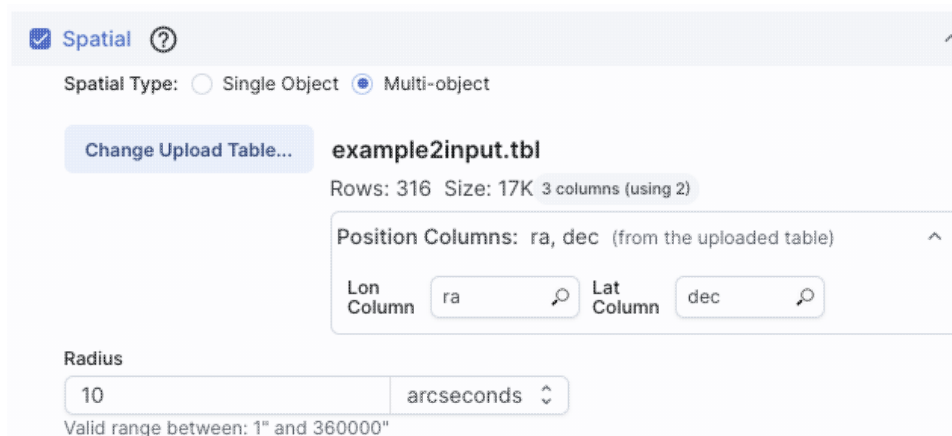 Spatial
Spatial Type: Single Object Multi-object
Change Upload Table... example2input.tbl
Rows: 316 Size: 17K 3 columns (using 2)
Position Columns: ra, dec (from the uploaded table)
Lon Column ra Lat Column dec
Radius
10 arcseconds
Valid range between: 1" and 360000"